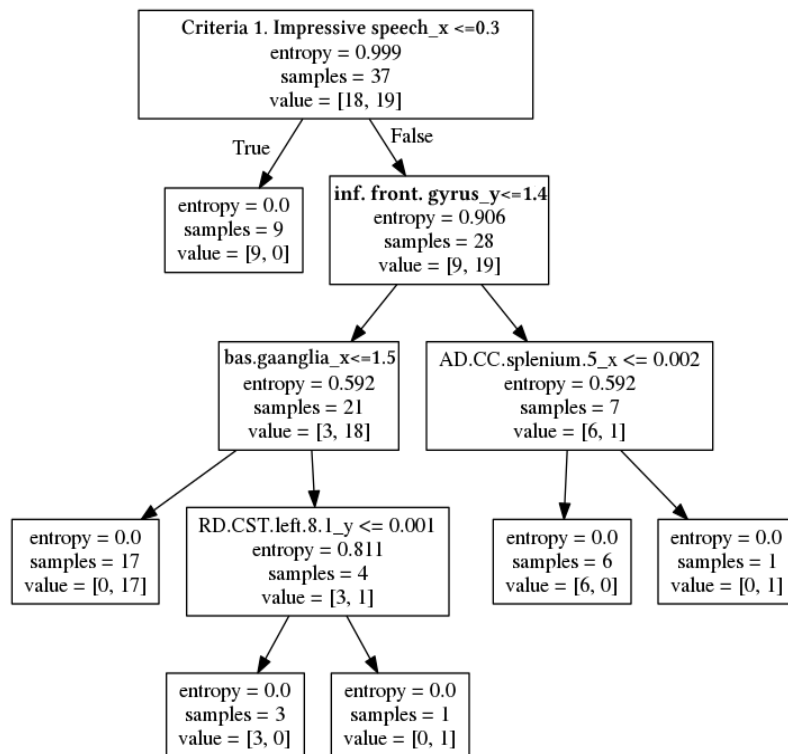 Criteria 1. Impressive speech_x <=0.3
entropy = 0.999
samples = 37
value = [18, 19]
True
False
entropy = 0.0
samples = 9
value = [9, 0]
inf. front. gyrus_y<=1.4
entropy = 0.906
samples = 28
value = [9, 19]
bas.gaanglia_x<=1.5
entropy = 0.592
samples = 21
value = [3, 18]
AD.CC.splenium.5_x <= 0.002
entropy = 0.592
samples = 7
value = [6, 1]
entropy = 0.0
samples = 17
value = [0, 17]
RD.CST.left.8.1_y <= 0.001
entropy = 0.811
samples = 4
value = [3, 1]
entropy = 0.0
samples = 6
value = [6, 0]
entropy = 0.0
samples = 1
value = [0, 1]
entropy = 0.0
samples = 3
value = [3, 0]
entropy = 0.0
samples = 1
value = [0, 1]